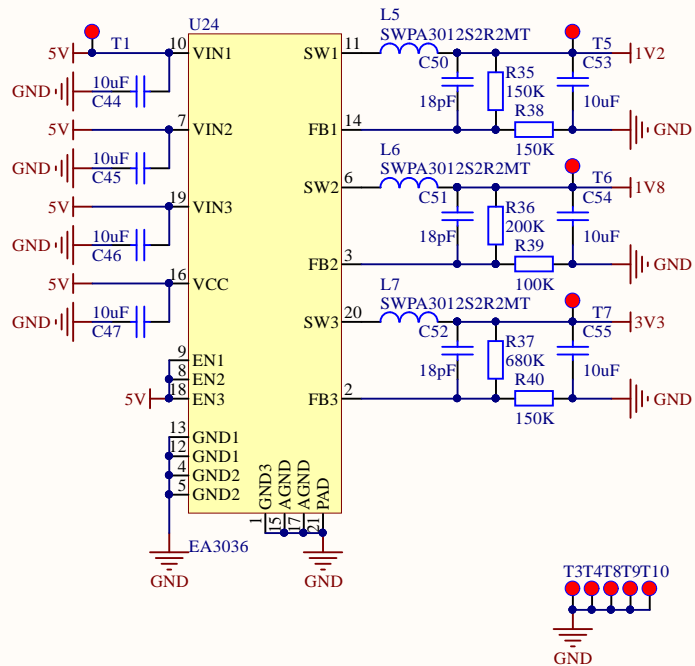 U24
L5
SWPA3012S2R2MT
5V T1 10 VIN1 SW1 11 C50 T5 C53 1V2
10uF
GND C44
18pF R35 150K R38 10uF
5V 7 VIN2 FB1 14 GND
150K
10uF
GND C45
L6
SWPA3012S2R2MT
SW2 6 C51 T6 C54 1V8
5V 19 VIN3
18pF R36 200K R39 10uF
10uF
GND C46
FB2 3 GND
100K
5V 16 VCC
L7
SWPA3012S2R2MT
10uF
GND C47
SW3 20 C52 T7 C55 3V3
18pF R37 680K R40 10uF
9 EN1
8 EN2
5V 18 EN3 FB3 2 GND
150K
13 GND1
12 GND1
4 GND2
5 GND2
GND3 AGND AGND PAD
1 15 17 21
EA3036
GND GND
T3 T4 T8 T9 T10
GND